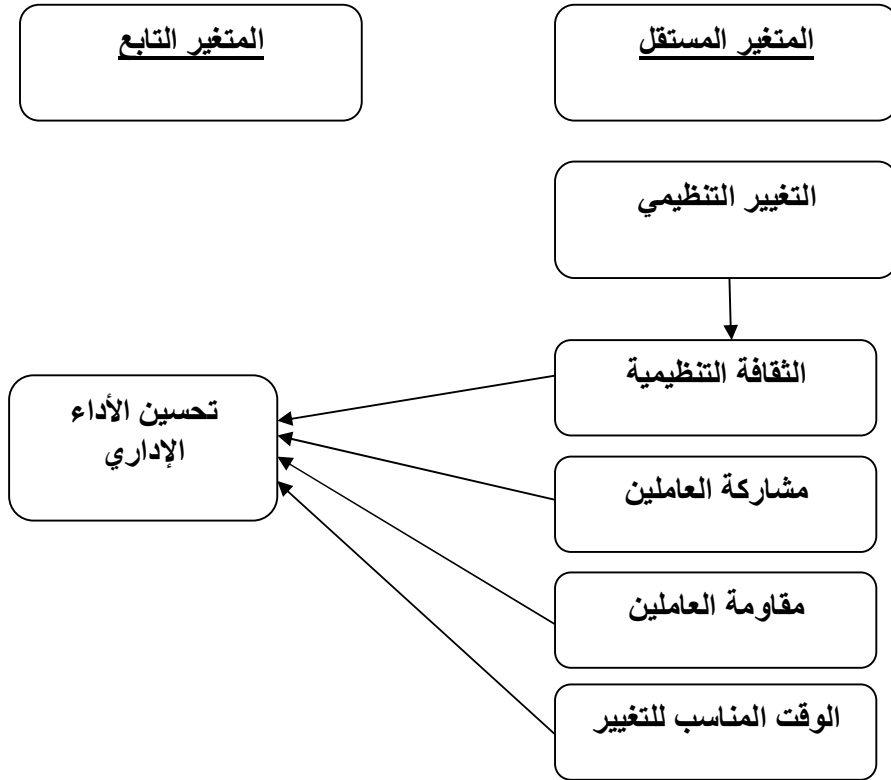 المتغير المستقل
المتغير التابع
التغيير التنظيمي
الثقافة التنظيمية
تحسين الأداء
الإداري
مشاركة العاملين
مقاومة العاملين
الوقت المناسب للتغيير